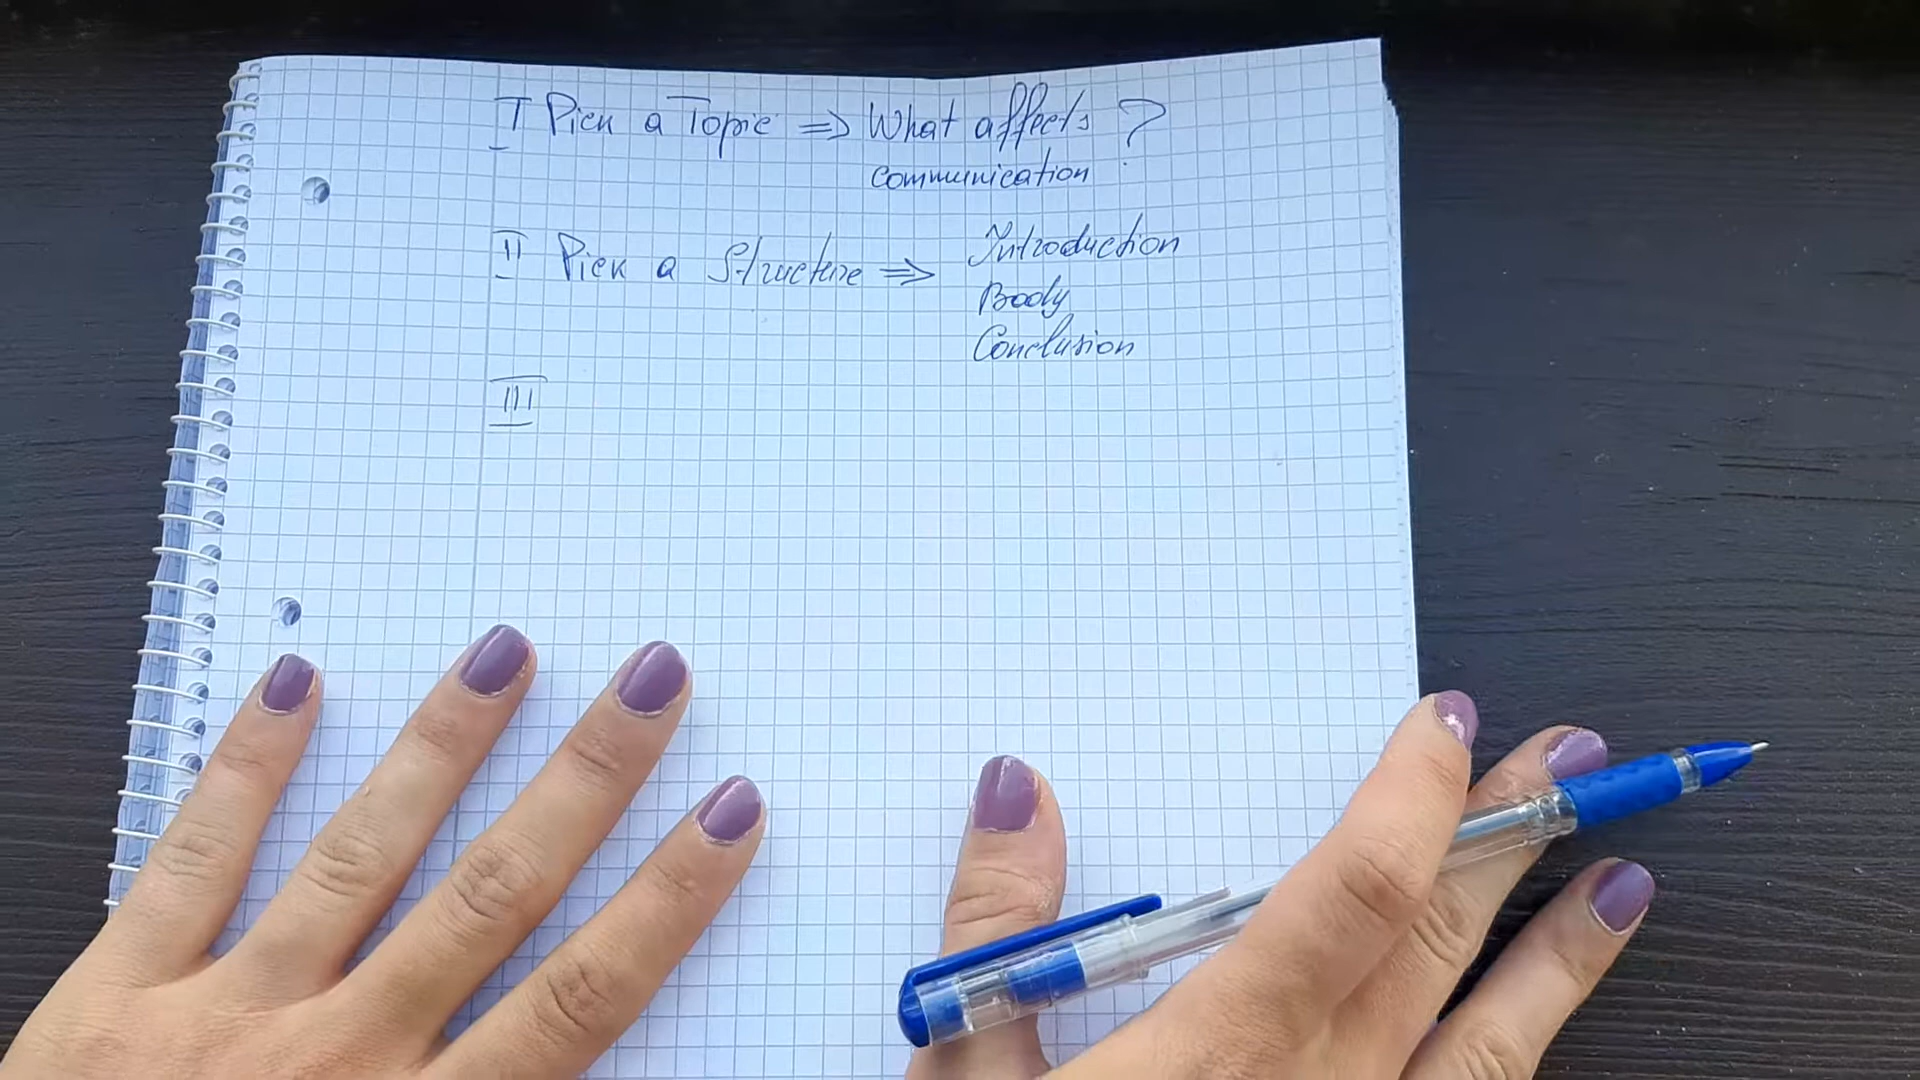 I Pick a Topic => What affects ?
communication
II Pick a Structure => Introduction
Body
Conclusion
III